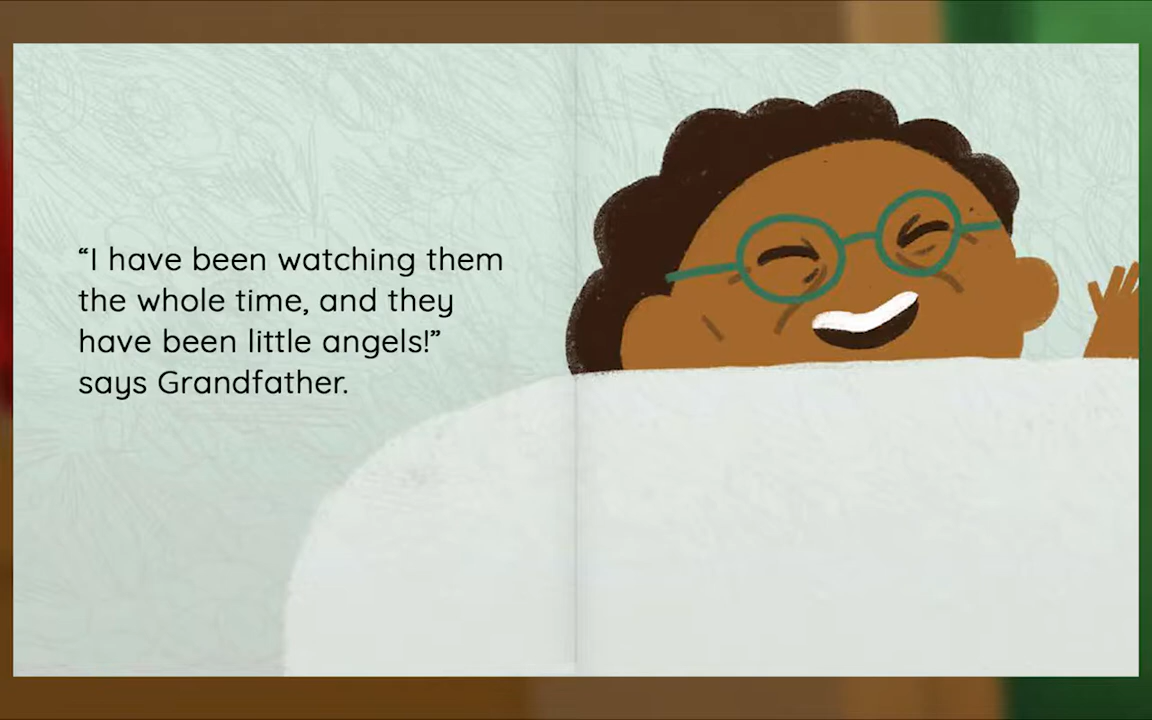 “I have been watching them
the whole time, and they
have been little angels!”
says Grandfather.